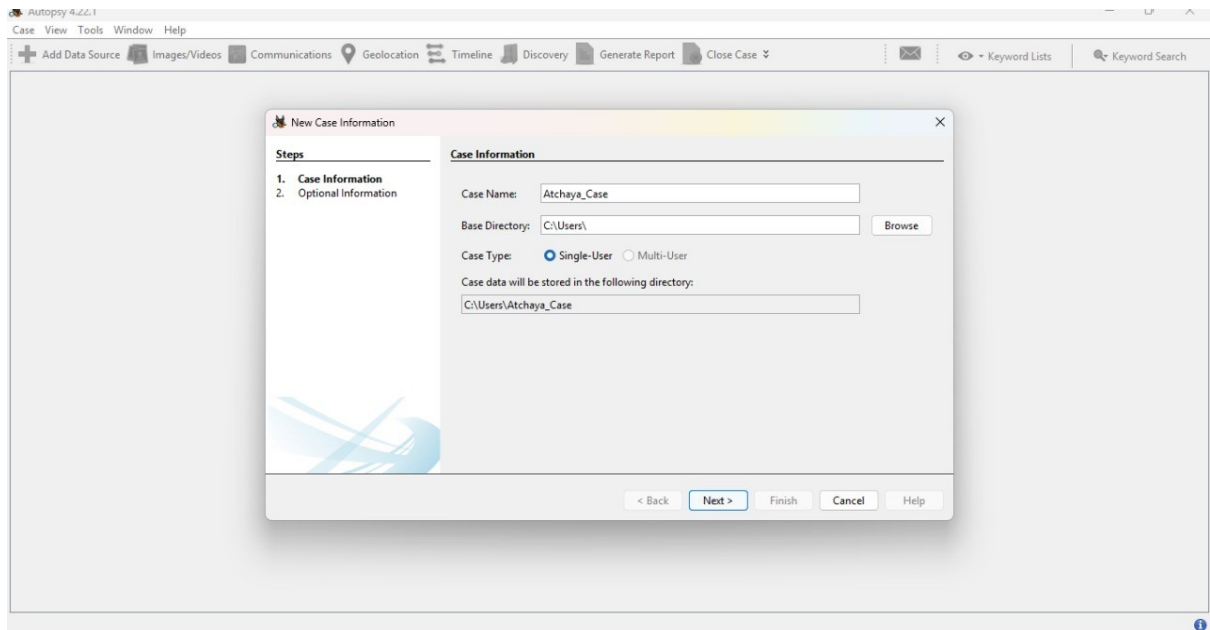 Autopsy 4.22.1
Case View Tools Window Help
Add Data Source Images/Videos Communications Geolocation Timeline Discovery Generate Report Close Case Keyword Lists Keyword Search
New Case Information
Steps
1. Case Information
2. Optional Information
Case Information
Case Name: Atchaya_Case
Base Directory: C:\Users\ Browse
Case Type: Single-User Multi-User
Case data will be stored in the following directory:
C:\Users\Atchaya_Case
< Back Next > Finish Cancel Help